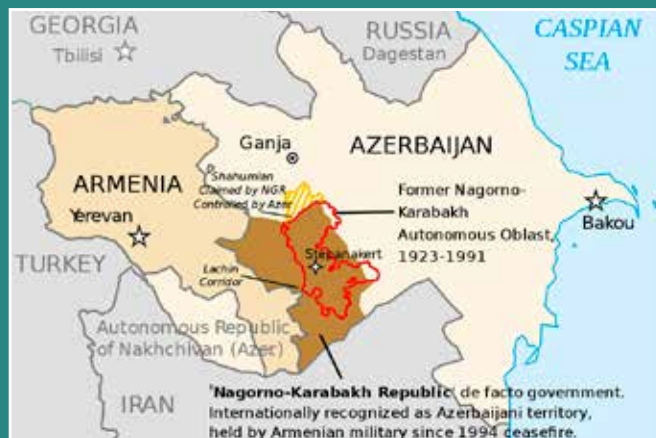 GEORGIA
Tbilisi
RUSSIA
Dagestan
CASPIAN
SEA
Ganja
AZERBAIJAN
Shahumian
Claimed by NGR
Controlled by Azer
ARMENIA
Yerevan
Former Nagorno-
Karabakh
Autonomous Oblast,
1923-1991
Bakou
Stepanakert
TURKEY
Lachin
Corridor
Autonomous Republic
of Nakhchivan (Azer)
IRAN
'Nagorno-Karabakh Republic' de facto government.
Internationally recognized as Azerbaijani territory,
held by Armenian military since 1994 ceasefire.